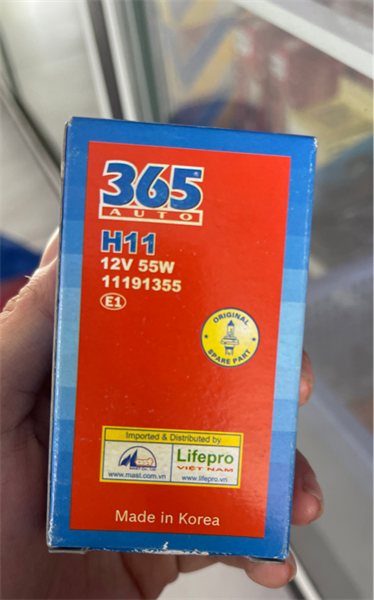 365
AUTO
H11
12V 55W
11191355
E1
ORIGINAL
SPARE PART
Imported & Distributed by
www.mast.com.vn
Lifepro
VIỆT NAM
www.lifepro.vn
Made in Korea